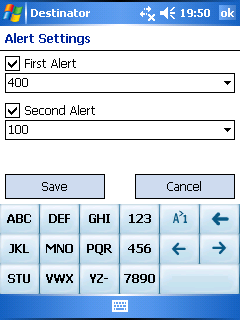 Destinator 19:50 ok
Alert Settings
First Alert
400
Second Alert
100
Save Cancel
ABC DEF GHI 123 A>1
JKL MNO PQR 456
STU VWX YZ- 7890